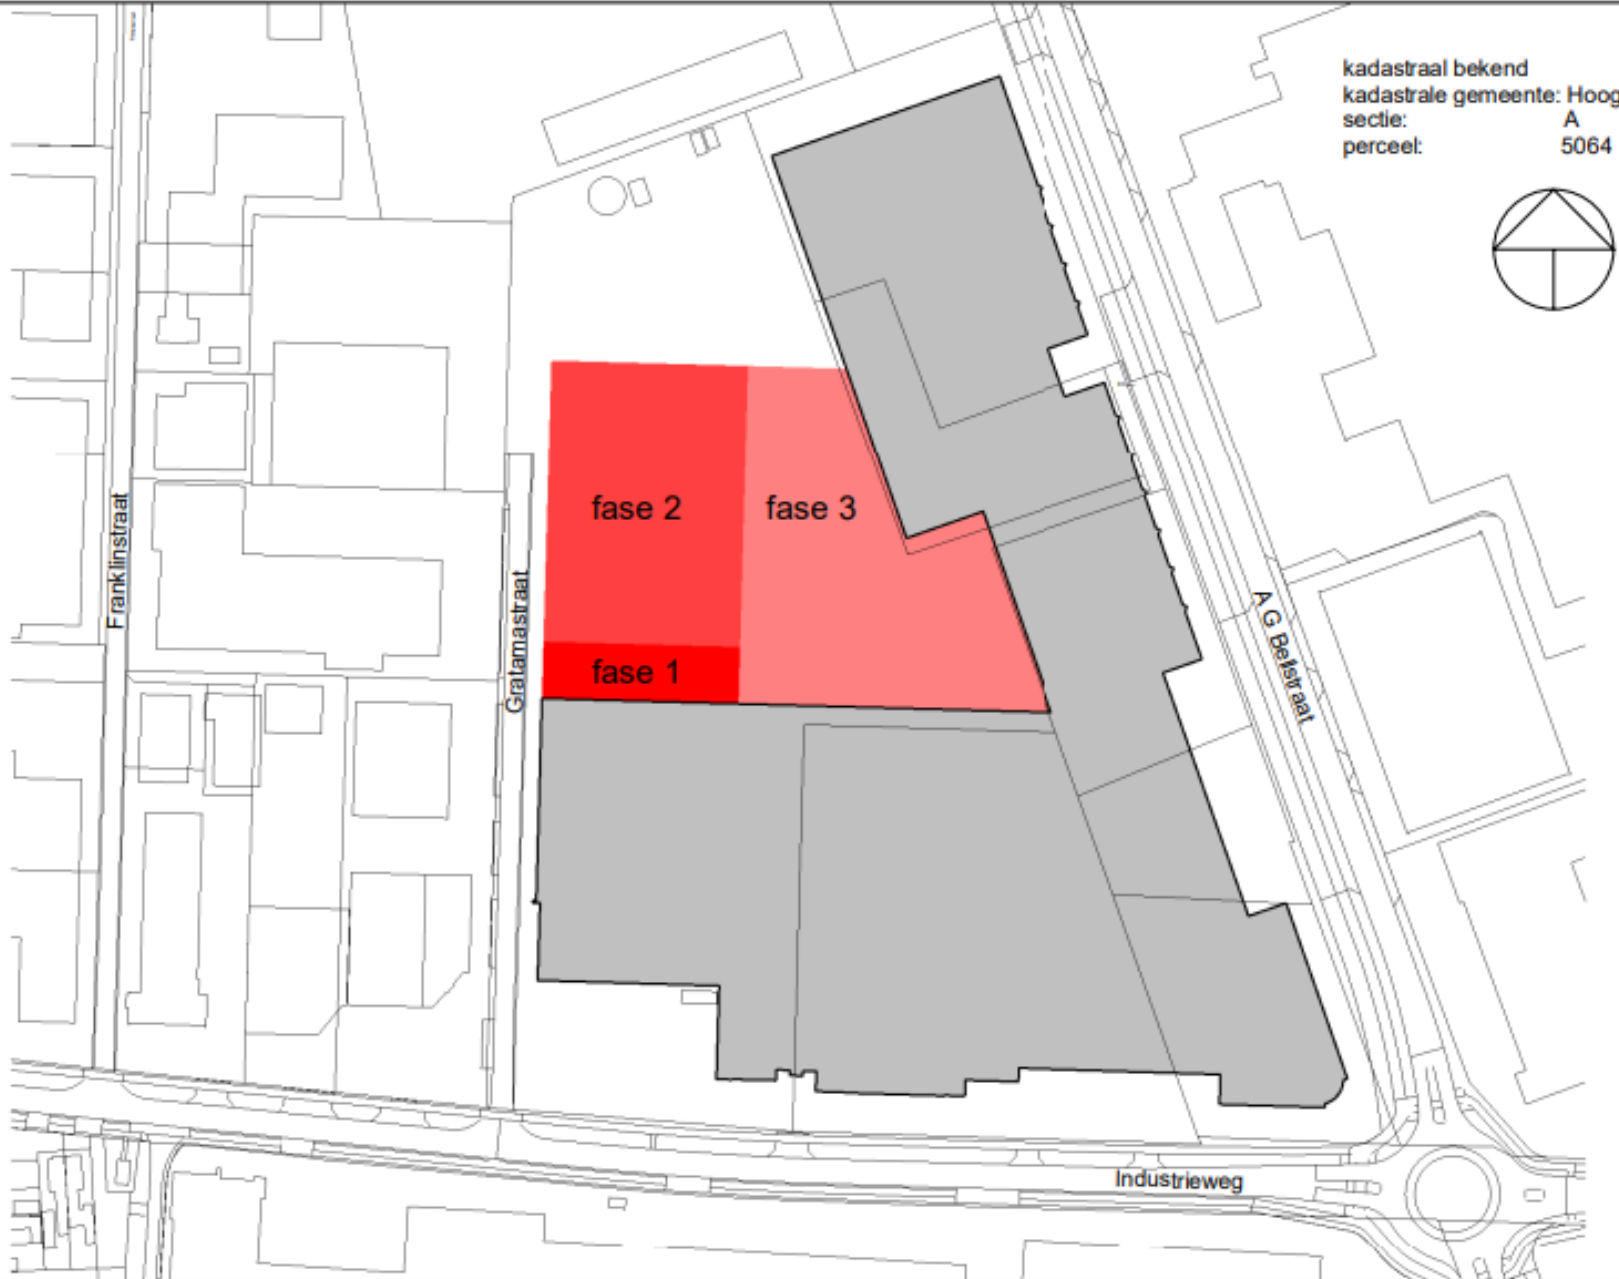 kadastraal bekend
kadastrale gemeente: Hoog
sectie: A
perceel: 5064
fase 2
fase 3
fase 1
Franklinstraat
Gratamastraat
A G Bellstraat
Industrieweg